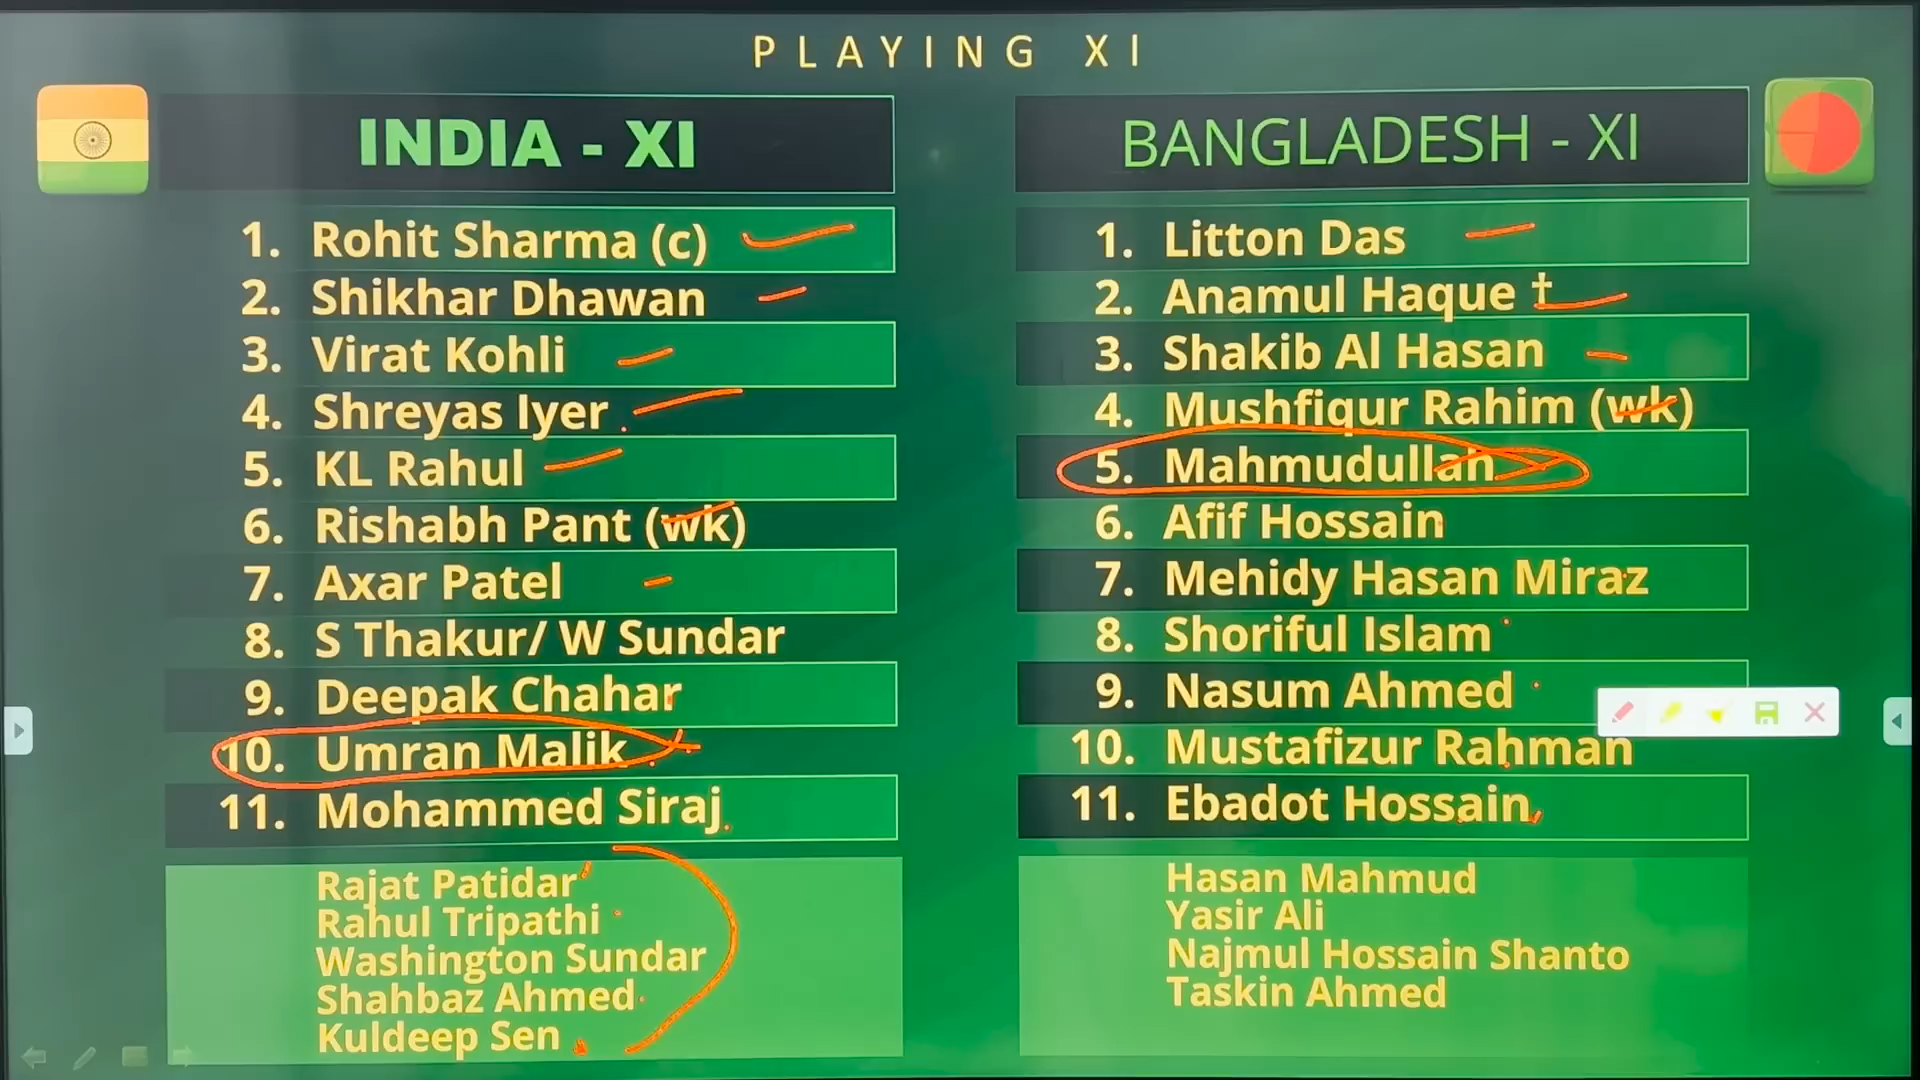 PLAYING XI
INDIA - XI
1. Rohit Sharma (c)
2. Shikhar Dhawan
3. Virat Kohli
4. Shreyas Iyer
5. KL Rahul
6. Rishabh Pant (wk)
7. Axar Patel
8. S Thakur/ W Sundar
9. Deepak Chahar
10. Umran Malik
11. Mohammed Siraj
Rajat Patidar
Rahul Tripathi
Washington Sundar
Shahbaz Ahmed
Kuldeep Sen
BANGLADESH - XI
1. Litton Das
2. Anamul Haque †
3. Shakib Al Hasan
4. Mushfiqur Rahim (wk)
5. Mahmudullah
6. Afif Hossain
7. Mehidy Hasan Miraz
8. Shoriful Islam
9. Nasum Ahmed
10. Mustafizur Rahman
11. Ebadot Hossain
Hasan Mahmud
Yasir Ali
Najmul Hossain Shanto
Taskin Ahmed